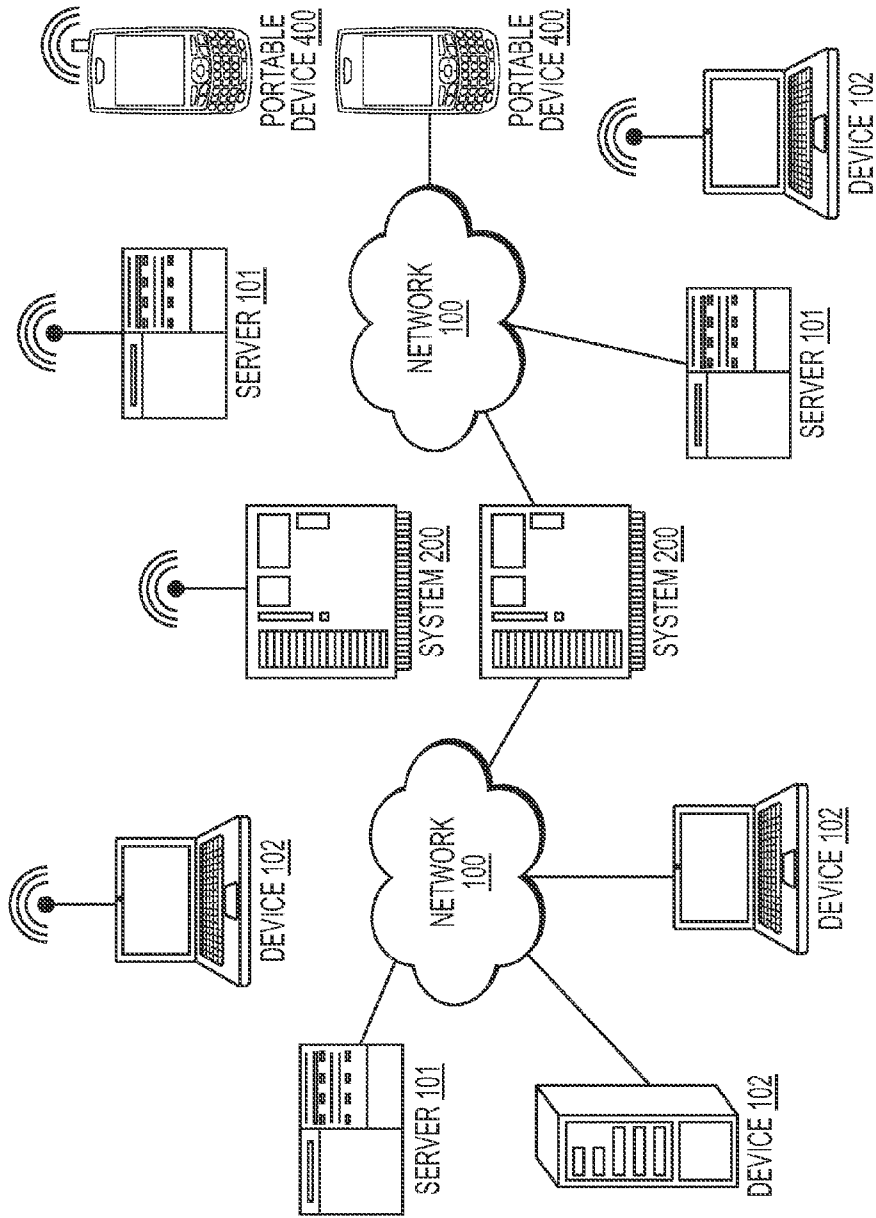 SERVER 101
DEVICE 102
PORTABLE
DEVICE 400
SYSTEM 200
SERVER 101
NETWORK
100
NETWORK
100
PORTABLE
DEVICE 400
SYSTEM 200
DEVICE 102
DEVICE 102
SERVER 101
DEVICE 102